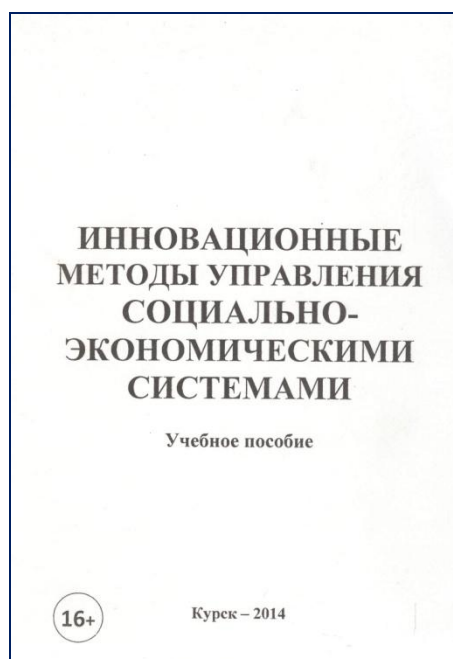 ИННОВАЦИОННЫЕ
МЕТОДЫ УПРАВЛЕНИЯ
СОЦИАЛЬНО-
ЭКОНОМИЧЕСКИМИ
СИСТЕМАМИ
Учебное пособие
16+
Курск – 2014